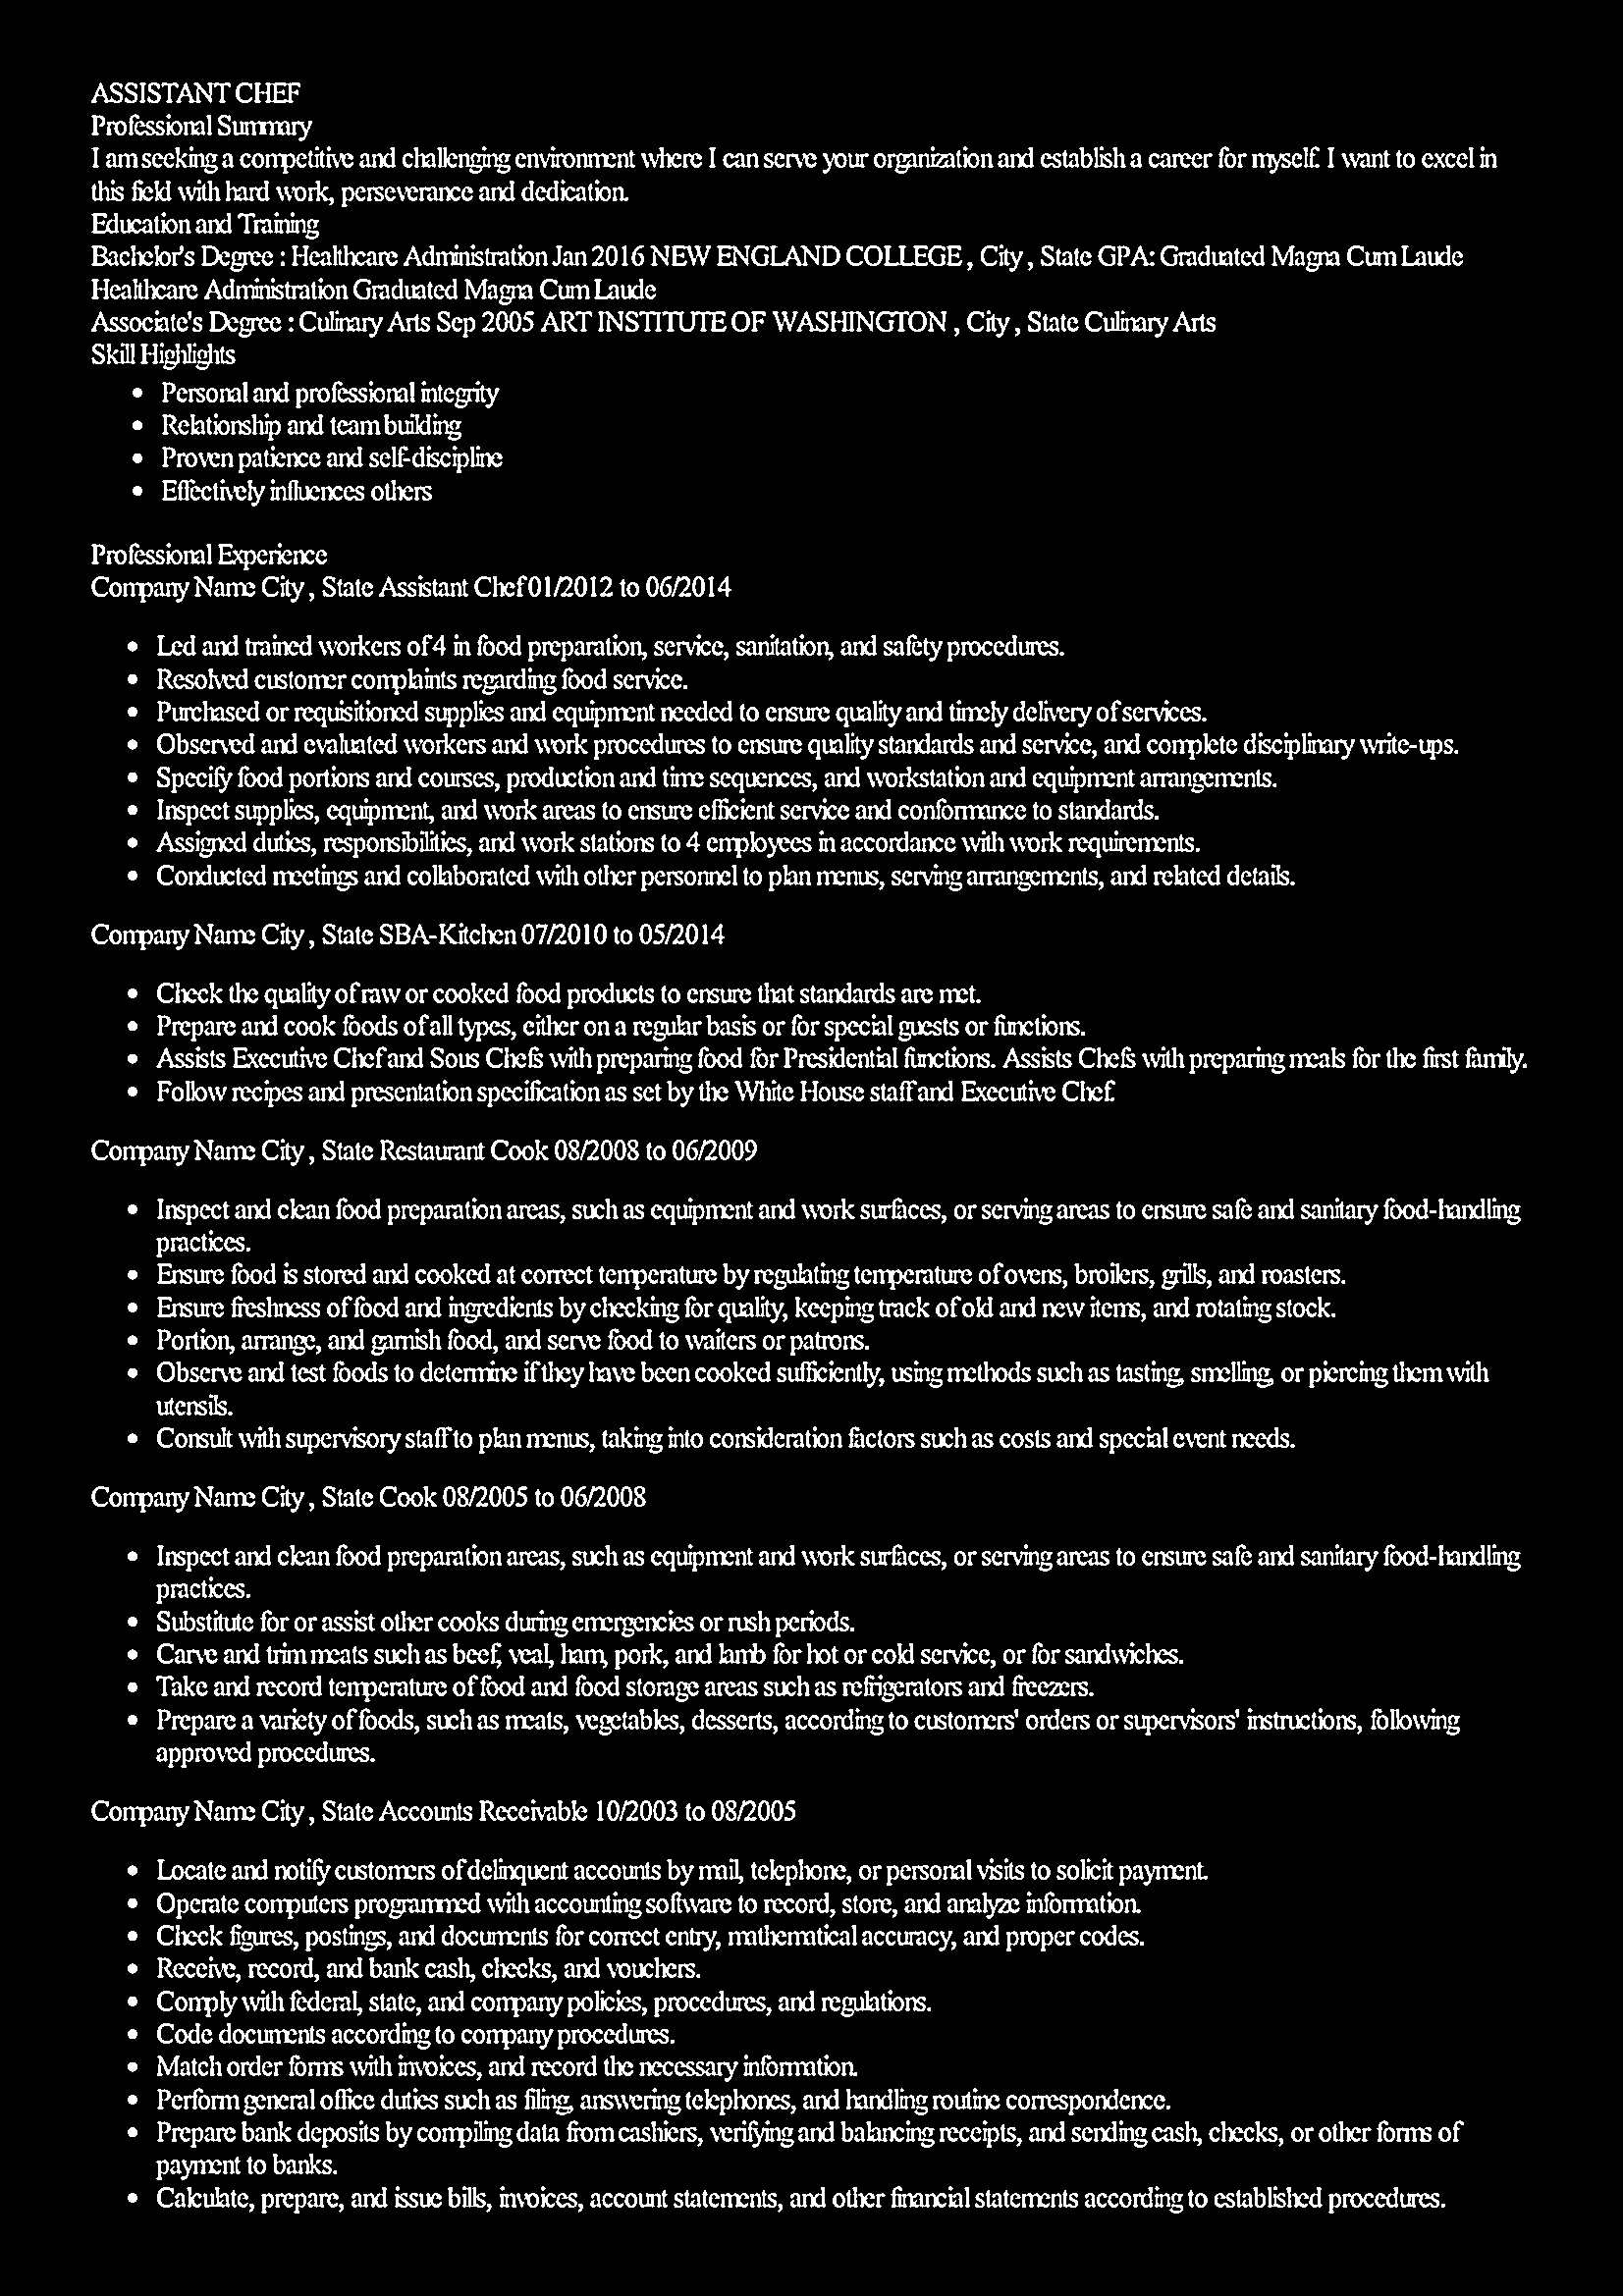 ASSISTANT CHEF
Professional Summary
I am seeking a competitive and challenging environment where I can serve your organization and establish a career for myself. I want to excel in
this field with hard work, perseverance and dedication.
Education and Training
Bachelor's Degree : Healthcare Administration Jan 2016 NEW ENGLAND COLLEGE , City , State GPA: Graduated Magna Cum Laude
Healthcare Administration Graduated Magna Cum Laude
Associate's Degree : Culinary Arts Sep 2005 ART INSTITUTE OF WASHINGTON , City , State Culinary Arts
Skill Highlights
• Personal and professional integrity
• Relationship and team building
• Proven patience and self-discipline
• Effectively influences others
Professional Experience
Company Name City , State Assistant Chef 01/2012 to 06/2014
• Led and trained workers of 4 in food preparation, service, sanitation, and safety procedures.
• Resolved customer complaints regarding food service.
• Purchased or requisitioned supplies and equipment needed to ensure quality and timely delivery of services.
• Observed and evaluated workers and work procedures to ensure quality standards and service, and complete disciplinary write-ups.
• Specify food portions and courses, production and time sequences, and workstation and equipment arrangements.
• Inspect supplies, equipment, and work areas to ensure efficient service and conformance to standards.
• Assigned duties, responsibilities, and work stations to 4 employees in accordance with work requirements.
• Conducted meetings and collaborated with other personnel to plan menus, serving arrangements, and related details.
Company Name City , State SBA-Kitchen 07/2010 to 05/2014
• Check the quality of raw or cooked food products to ensure that standards are met.
• Prepare and cook foods of all types, either on a regular basis or for special guests or functions.
• Assists Executive Chef and Sous Chefs with preparing food for Presidential functions. Assists Chefs with preparing meals for the first family.
• Follow recipes and presentation specification as set by the White House staff and Executive Chef.
Company Name City , State Restaurant Cook 08/2008 to 06/2009
• Inspect and clean food preparation areas, such as equipment and work surfaces, or serving areas to ensure safe and sanitary food-handling
practices.
• Ensure food is stored and cooked at correct temperature by regulating temperature of ovens, broilers, grills, and roasters.
• Ensure freshness of food and ingredients by checking for quality, keeping track of old and new items, and rotating stock.
• Portion, arrange, and garnish food, and serve food to waiters or patrons.
• Observe and test foods to determine if they have been cooked sufficiently, using methods such as tasting, smelling, or piercing them with
utensils.
• Consult with supervisory staff to plan menus, taking into consideration factors such as costs and special event needs.
Company Name City , State Cook 08/2005 to 06/2008
• Inspect and clean food preparation areas, such as equipment and work surfaces, or serving areas to ensure safe and sanitary food-handling
practices.
• Substitute for or assist other cooks during emergencies or rush periods.
• Carve and trim meats such as beef, veal, ham, pork, and lamb for hot or cold service, or for sandwiches.
• Take and record temperature of food and food storage areas such as refrigerators and freezers.
• Prepare a variety of foods, such as meats, vegetables, desserts, according to customers' orders or supervisors' instructions, following
approved procedures.
Company Name City , State Accounts Receivable 10/2003 to 08/2005
• Locate and notify customers of delinquent accounts by mail, telephone, or personal visits to solicit payment.
• Operate computers programmed with accounting software to record, store, and analyze information.
• Check figures, postings, and documents for correct entry, mathematical accuracy, and proper codes.
• Receive, record, and bank cash, checks, and vouchers.
• Comply with federal, state, and company policies, procedures, and regulations.
• Code documents according to company procedures.
• Match order forms with invoices, and record the necessary information.
• Perform general office duties such as filing, answering telephones, and handling routine correspondence.
• Prepare bank deposits by compiling data from cashiers, verifying and balancing receipts, and sending cash, checks, or other forms of
payment to banks.
• Calculate, prepare, and issue bills, invoices, account statements, and other financial statements according to established procedures.